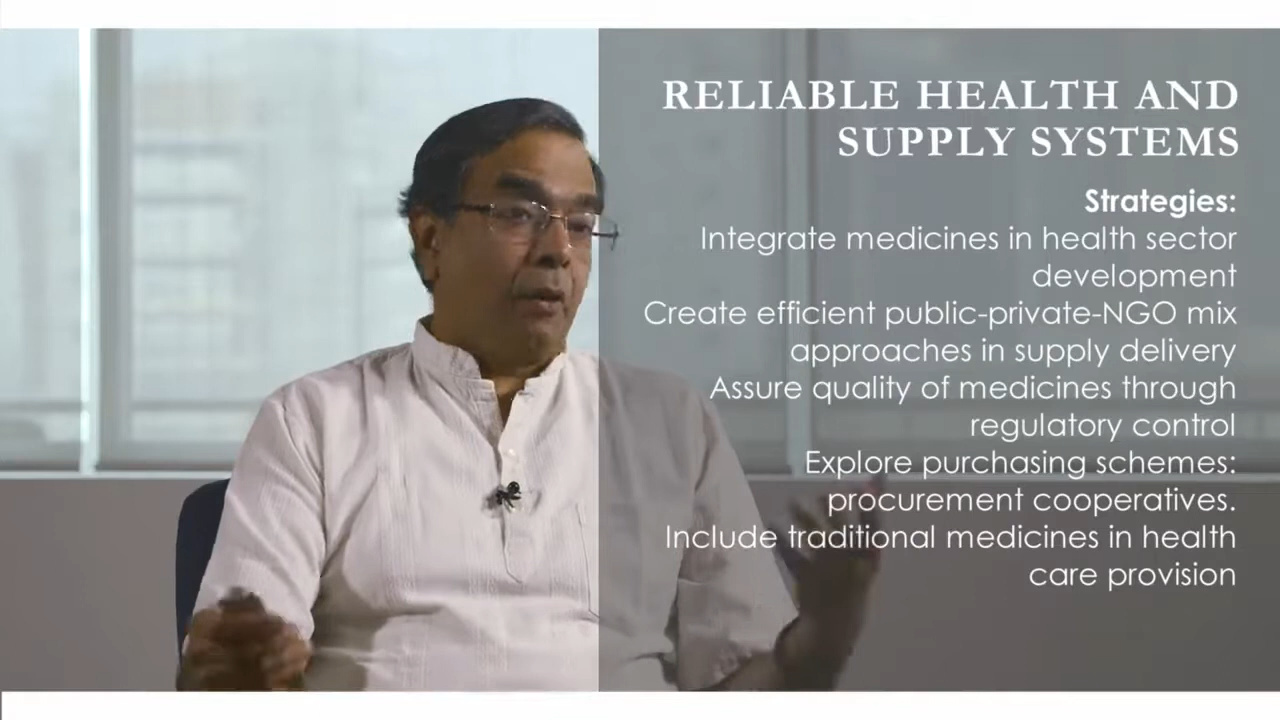 RELIABLE HEALTH AND
SUPPLY SYSTEMS
Strategies:
Integrate medicines in health sector
development
Create efficient public-private-NGO mix
approaches in supply delivery
Assure quality of medicines through
regulatory control
Explore purchasing schemes:
procurement cooperatives.
Include traditional medicines in health
care provision